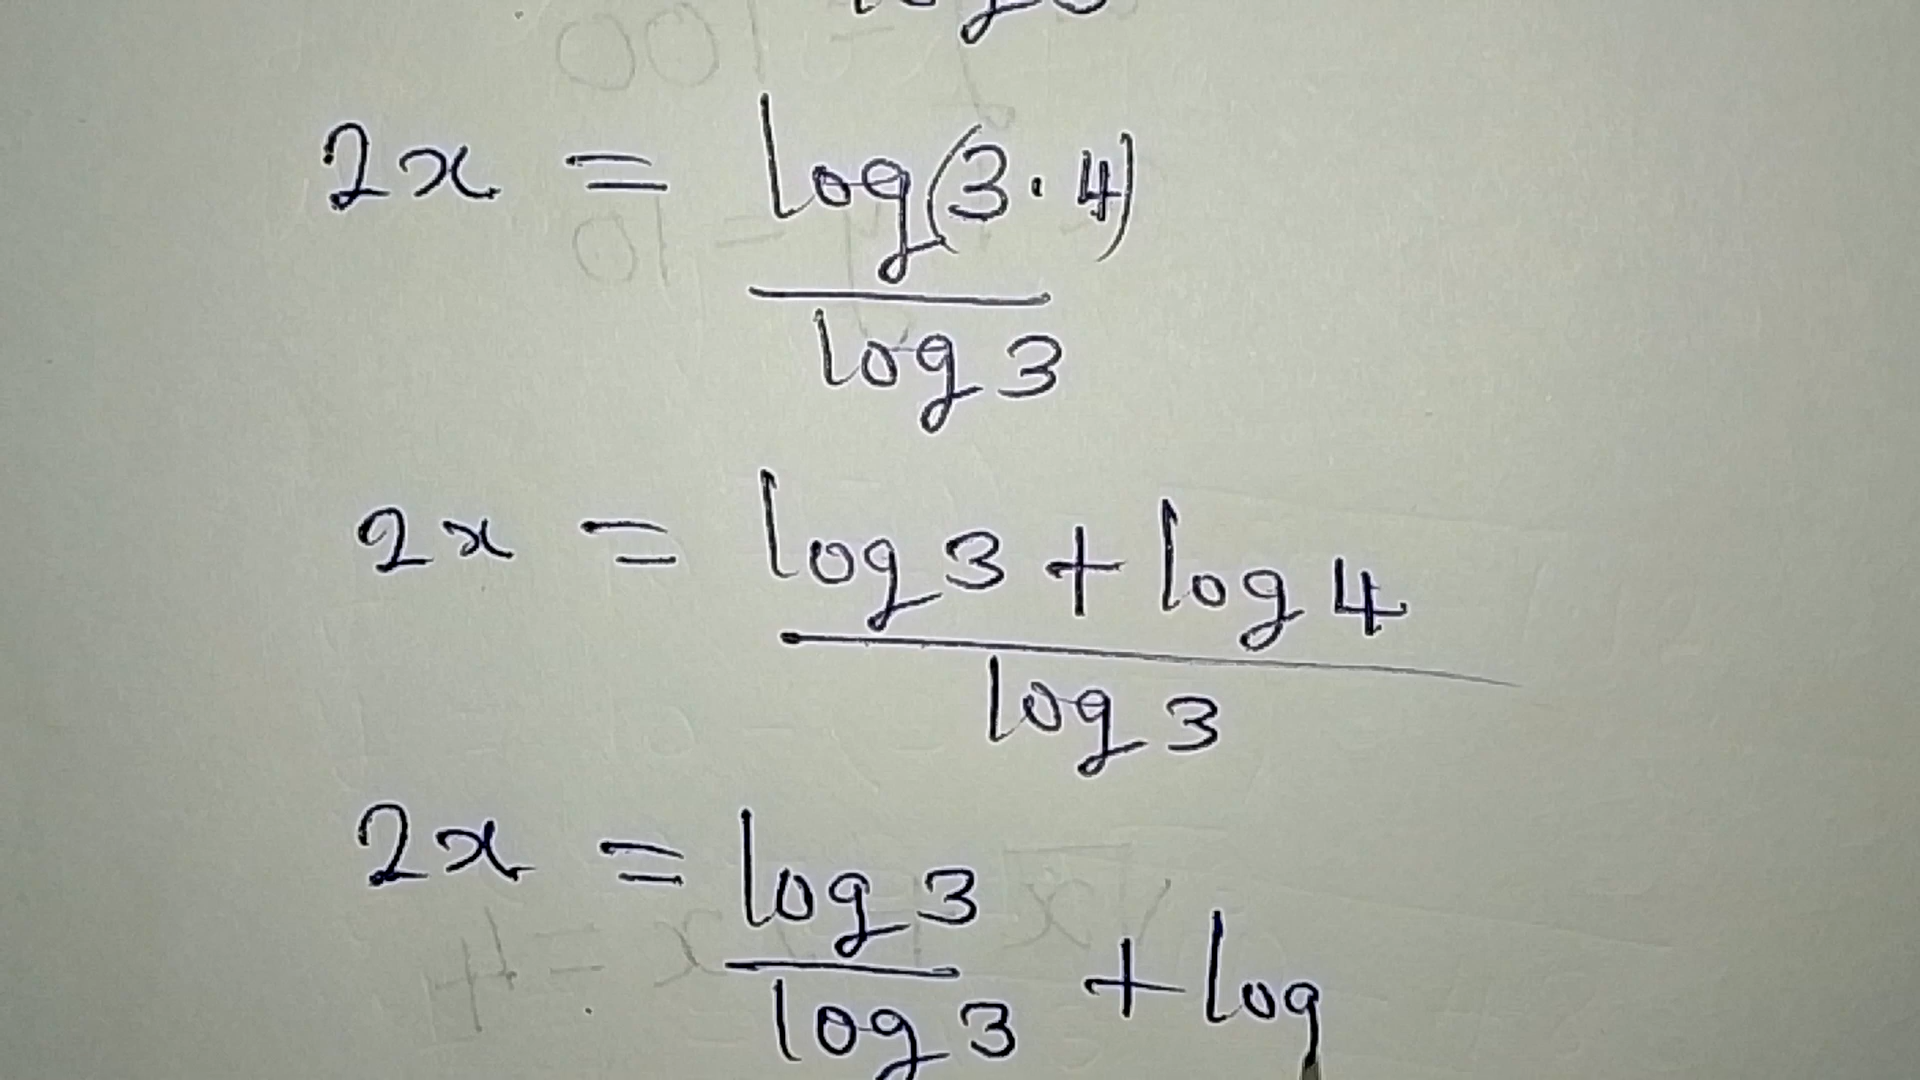 2x = log(3·4)
log 3
2x = log 3 + log 4
log 3
2x = log 3 + log
log 3